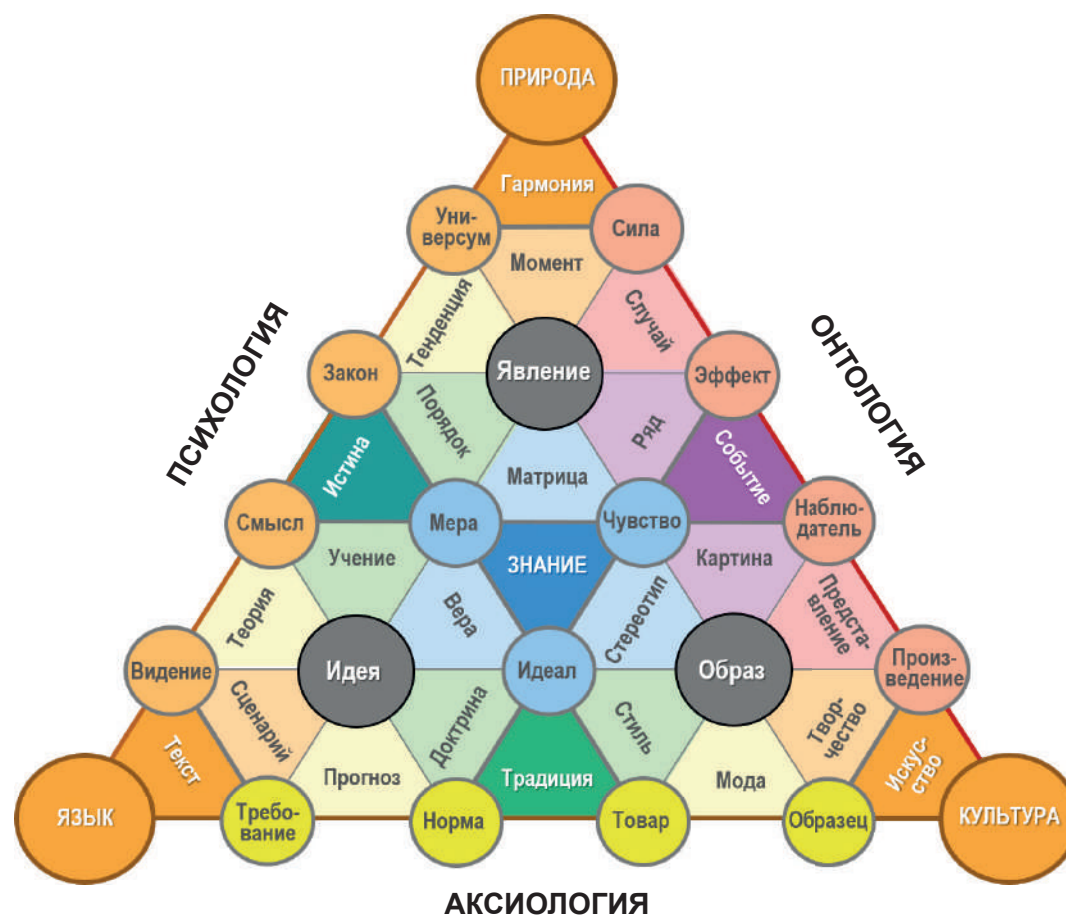 ПРИРОДА
Гармония
Уни-
версум
Сила
Момент
Тенденция
Случай
ПСИХОЛОГИЯ
ОНТОЛОГИЯ
Закон
Явление
Эффект
Порядок
Ряд
Истина
Матрица
Событие
Смысл
Мера
Чувство
Наблю-
датель
Учение
ЗНАНИЕ
Картина
Теория
Вера
Стереотип
Предста-
вление
Видение
Идея
Идеал
Образ
Произ-
ведение
Текст
Сценарий
Прогноз
Доктрина
Традиция
Стиль
Мода
Твор-
чество
Искус-
ство
ЯЗЫК
Требо-
вание
Норма
Товар
Образец
КУЛЬТУРА
АКСИОЛОГИЯ